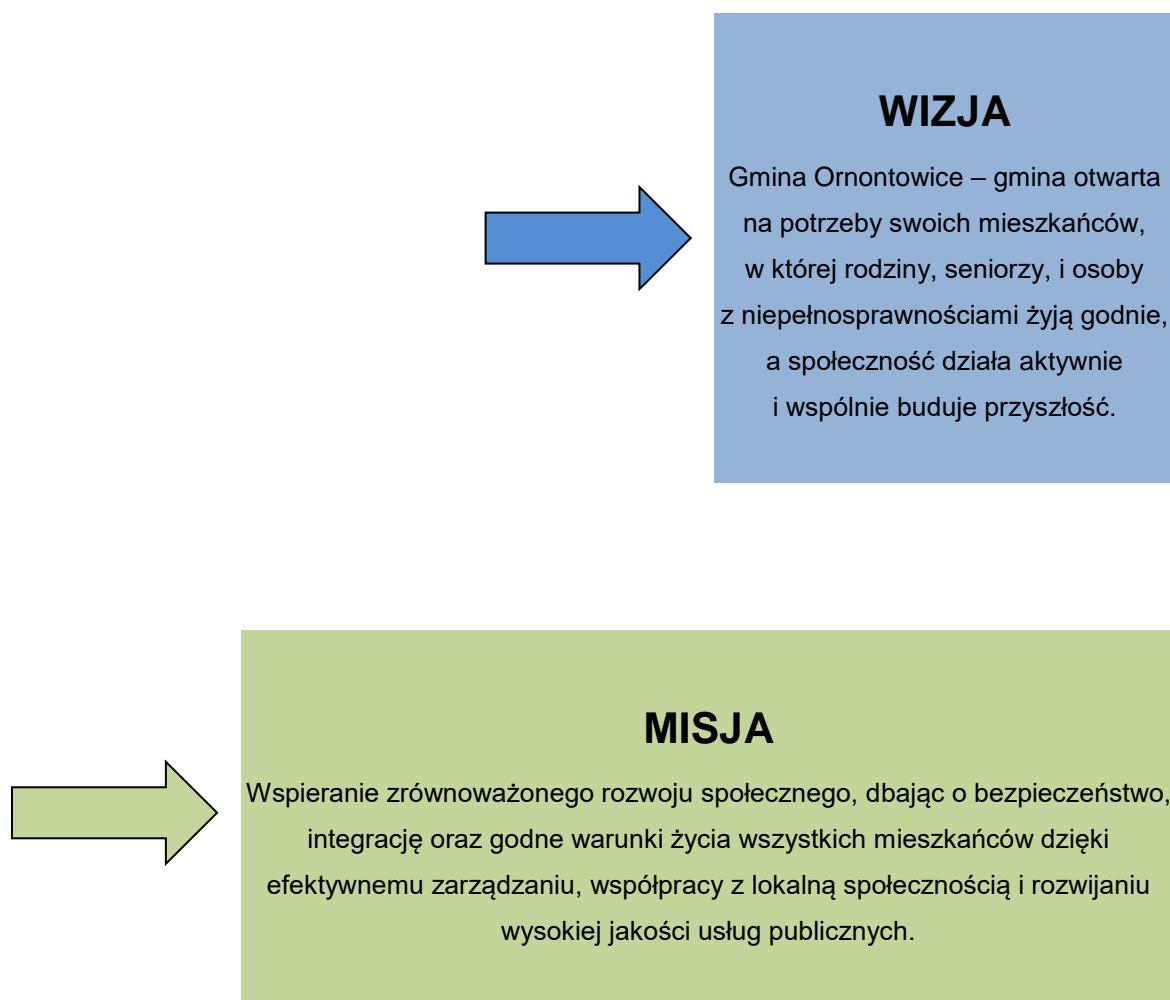 WIZJA
Gmina Ornontowice – gmina otwarta
na potrzeby swoich mieszkańców,
w której rodziny, seniorzy, i osoby
z niepełnosprawnościami żyją godnie,
a społeczność działa aktywnie
i wspólnie buduje przyszłość.
MISJA
Wspieranie zrównoważonego rozwoju społecznego, dbając o bezpieczeństwo,
integrację oraz godne warunki życia wszystkich mieszkańców dzięki
efektywnemu zarządzaniu, współpracy z lokalną społecznością i rozwijaniu
wysokiej jakości usług publicznych.